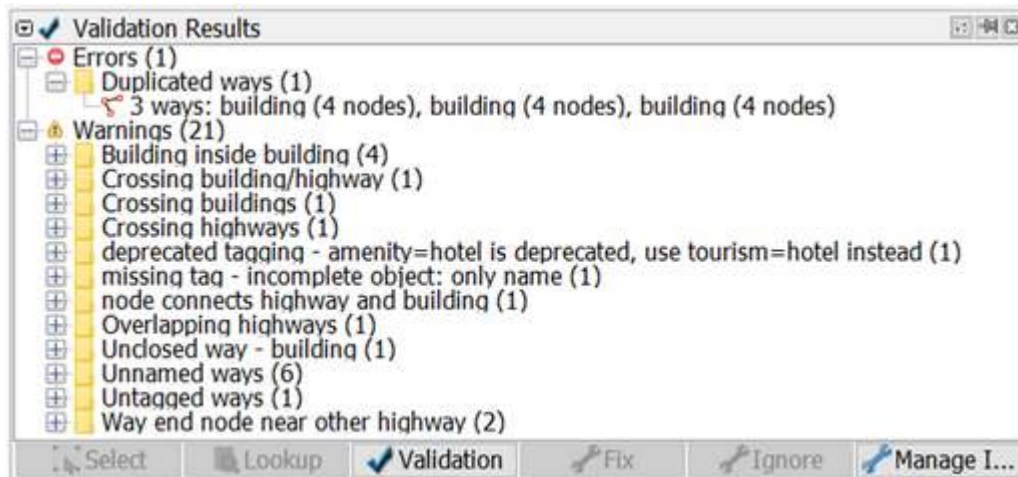 Validation Results
Errors (1)
Duplicated ways (1)
3 ways: building (4 nodes), building (4 nodes), building (4 nodes)
Warnings (21)
Building inside building (4)
Crossing building/highway (1)
Crossing buildings (1)
Crossing highways (1)
deprecated tagging - amenity=hotel is deprecated, use tourism=hotel instead (1)
missing tag - incomplete object: only name (1)
node connects highway and building (1)
Overlapping highways (1)
Unclosed way - building (1)
Unnamed ways (6)
Untagged ways (1)
Way end node near other highway (2)
Select Lookup Validation Fix Ignore Manage I...